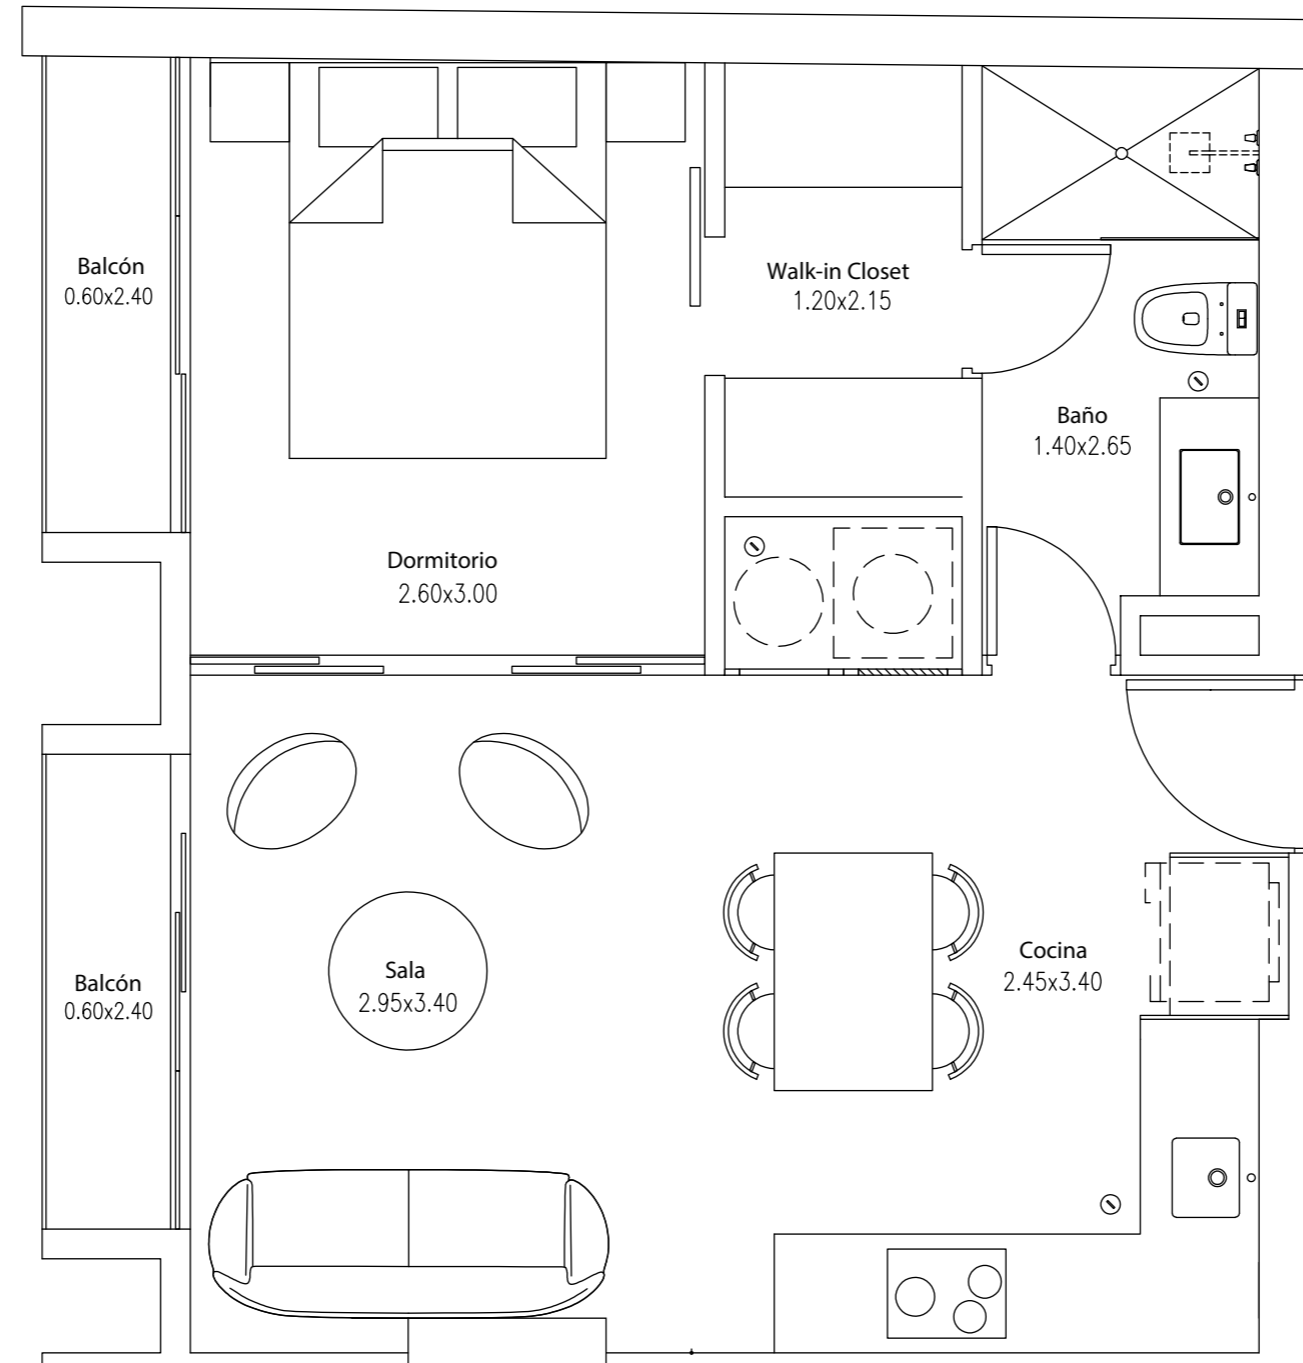 Balcón
0.60x2.40
Walk-in Closet
1.20x2.15
Baño
1.40x2.65
Dormitorio
2.60x3.00
Sala
2.95x3.40
Cocina
2.45x3.40
Balcón
0.60x2.40